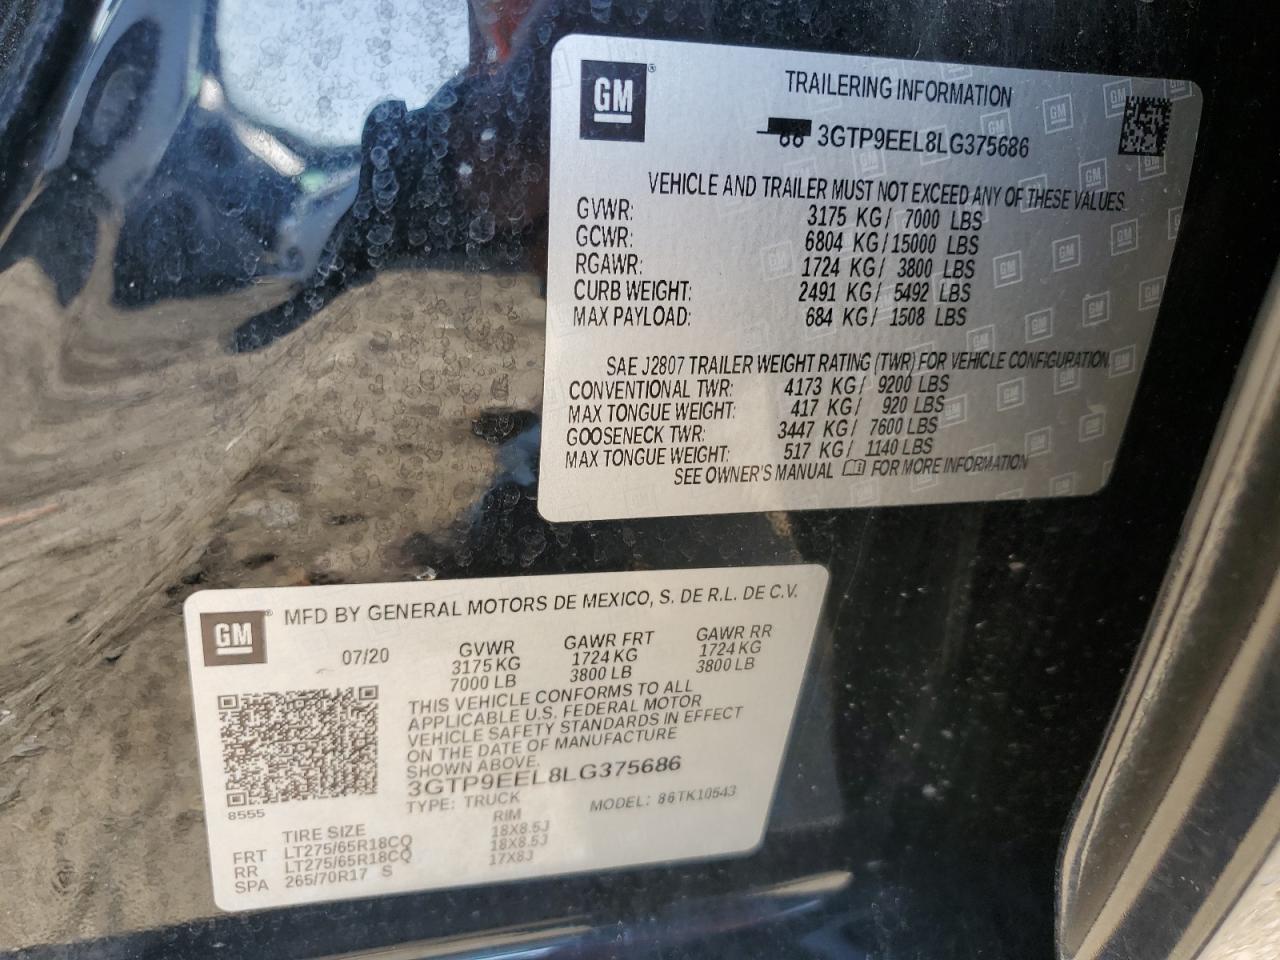 GM
TRAILERING INFORMATION
3GTP9EEL8LG375686
VEHICLE AND TRAILER MUST NOT EXCEED ANY OF THESE VALUES
GVWR: 3175 KG/ 7000 LBS
GCWR: 6804 KG/15000 LBS
RGAWR: 1724 KG/ 3800 LBS
CURB WEIGHT: 2491 KG/ 5492 LBS
MAX PAYLOAD: 684 KG/ 1508 LBS
SAE J2807 TRAILER WEIGHT RATING (TWR) FOR VEHICLE CONFIGURATION
CONVENTIONAL TWR: 4173 KG/ 9200 LBS
MAX TONGUE WEIGHT: 417 KG/ 920 LBS
GOOSENECK TWR: 3447 KG/ 7600 LBS
MAX TONGUE WEIGHT: 517 KG/ 1140 LBS
SEE OWNER'S MANUAL FOR MORE INFORMATION
GM
MFD BY GENERAL MOTORS DE MEXICO, S. DE R.L. DE C.V.
07/20 GVWR GAWR FRT GAWR RR
3175 KG 1724 KG 1724 KG
7000 LB 3800 LB 3800 LB
THIS VEHICLE CONFORMS TO ALL
APPLICABLE U.S. FEDERAL MOTOR
VEHICLE SAFETY STANDARDS IN EFFECT
ON THE DATE OF MANUFACTURE
SHOWN ABOVE.
3GTP9EEL8LG375686
8555 TYPE: TRUCK MODEL: 86TK10543
TIRE SIZE RIM
FRT LT275/65R18CQ 18X8.5J
RR LT275/65R18CQ 18X8.5J
SPA 265/70R17 S 17X8J